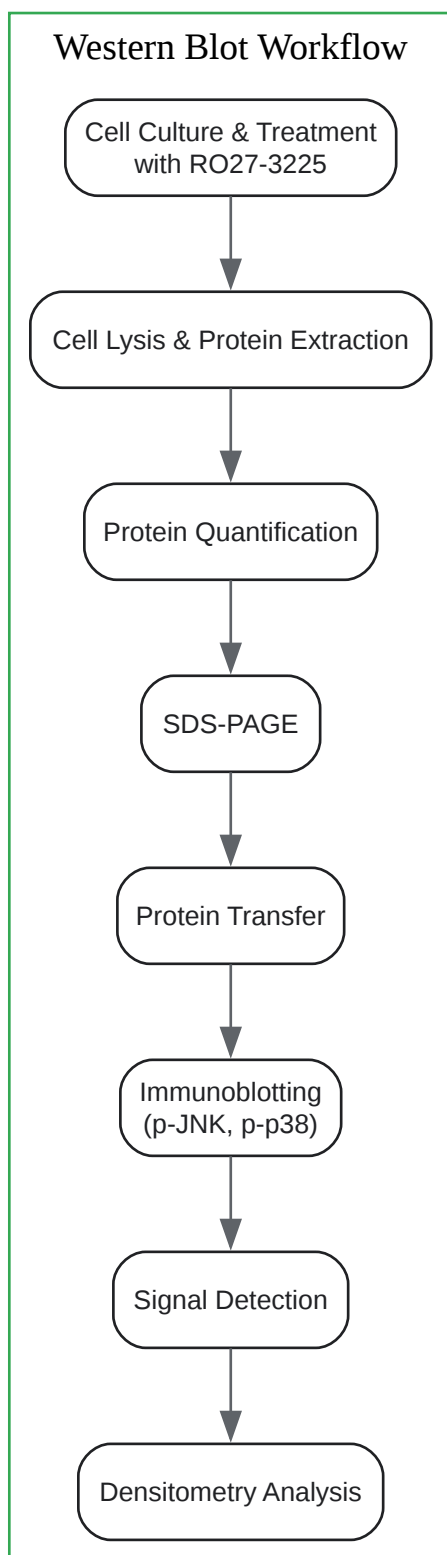 Western Blot Workflow
Cell Culture & Treatment
with RO27-3225
Cell Lysis & Protein Extraction
Protein Quantification
SDS-PAGE
Protein Transfer
Immunoblotting
(p-JNK, p-p38)
Signal Detection
Densitometry Analysis